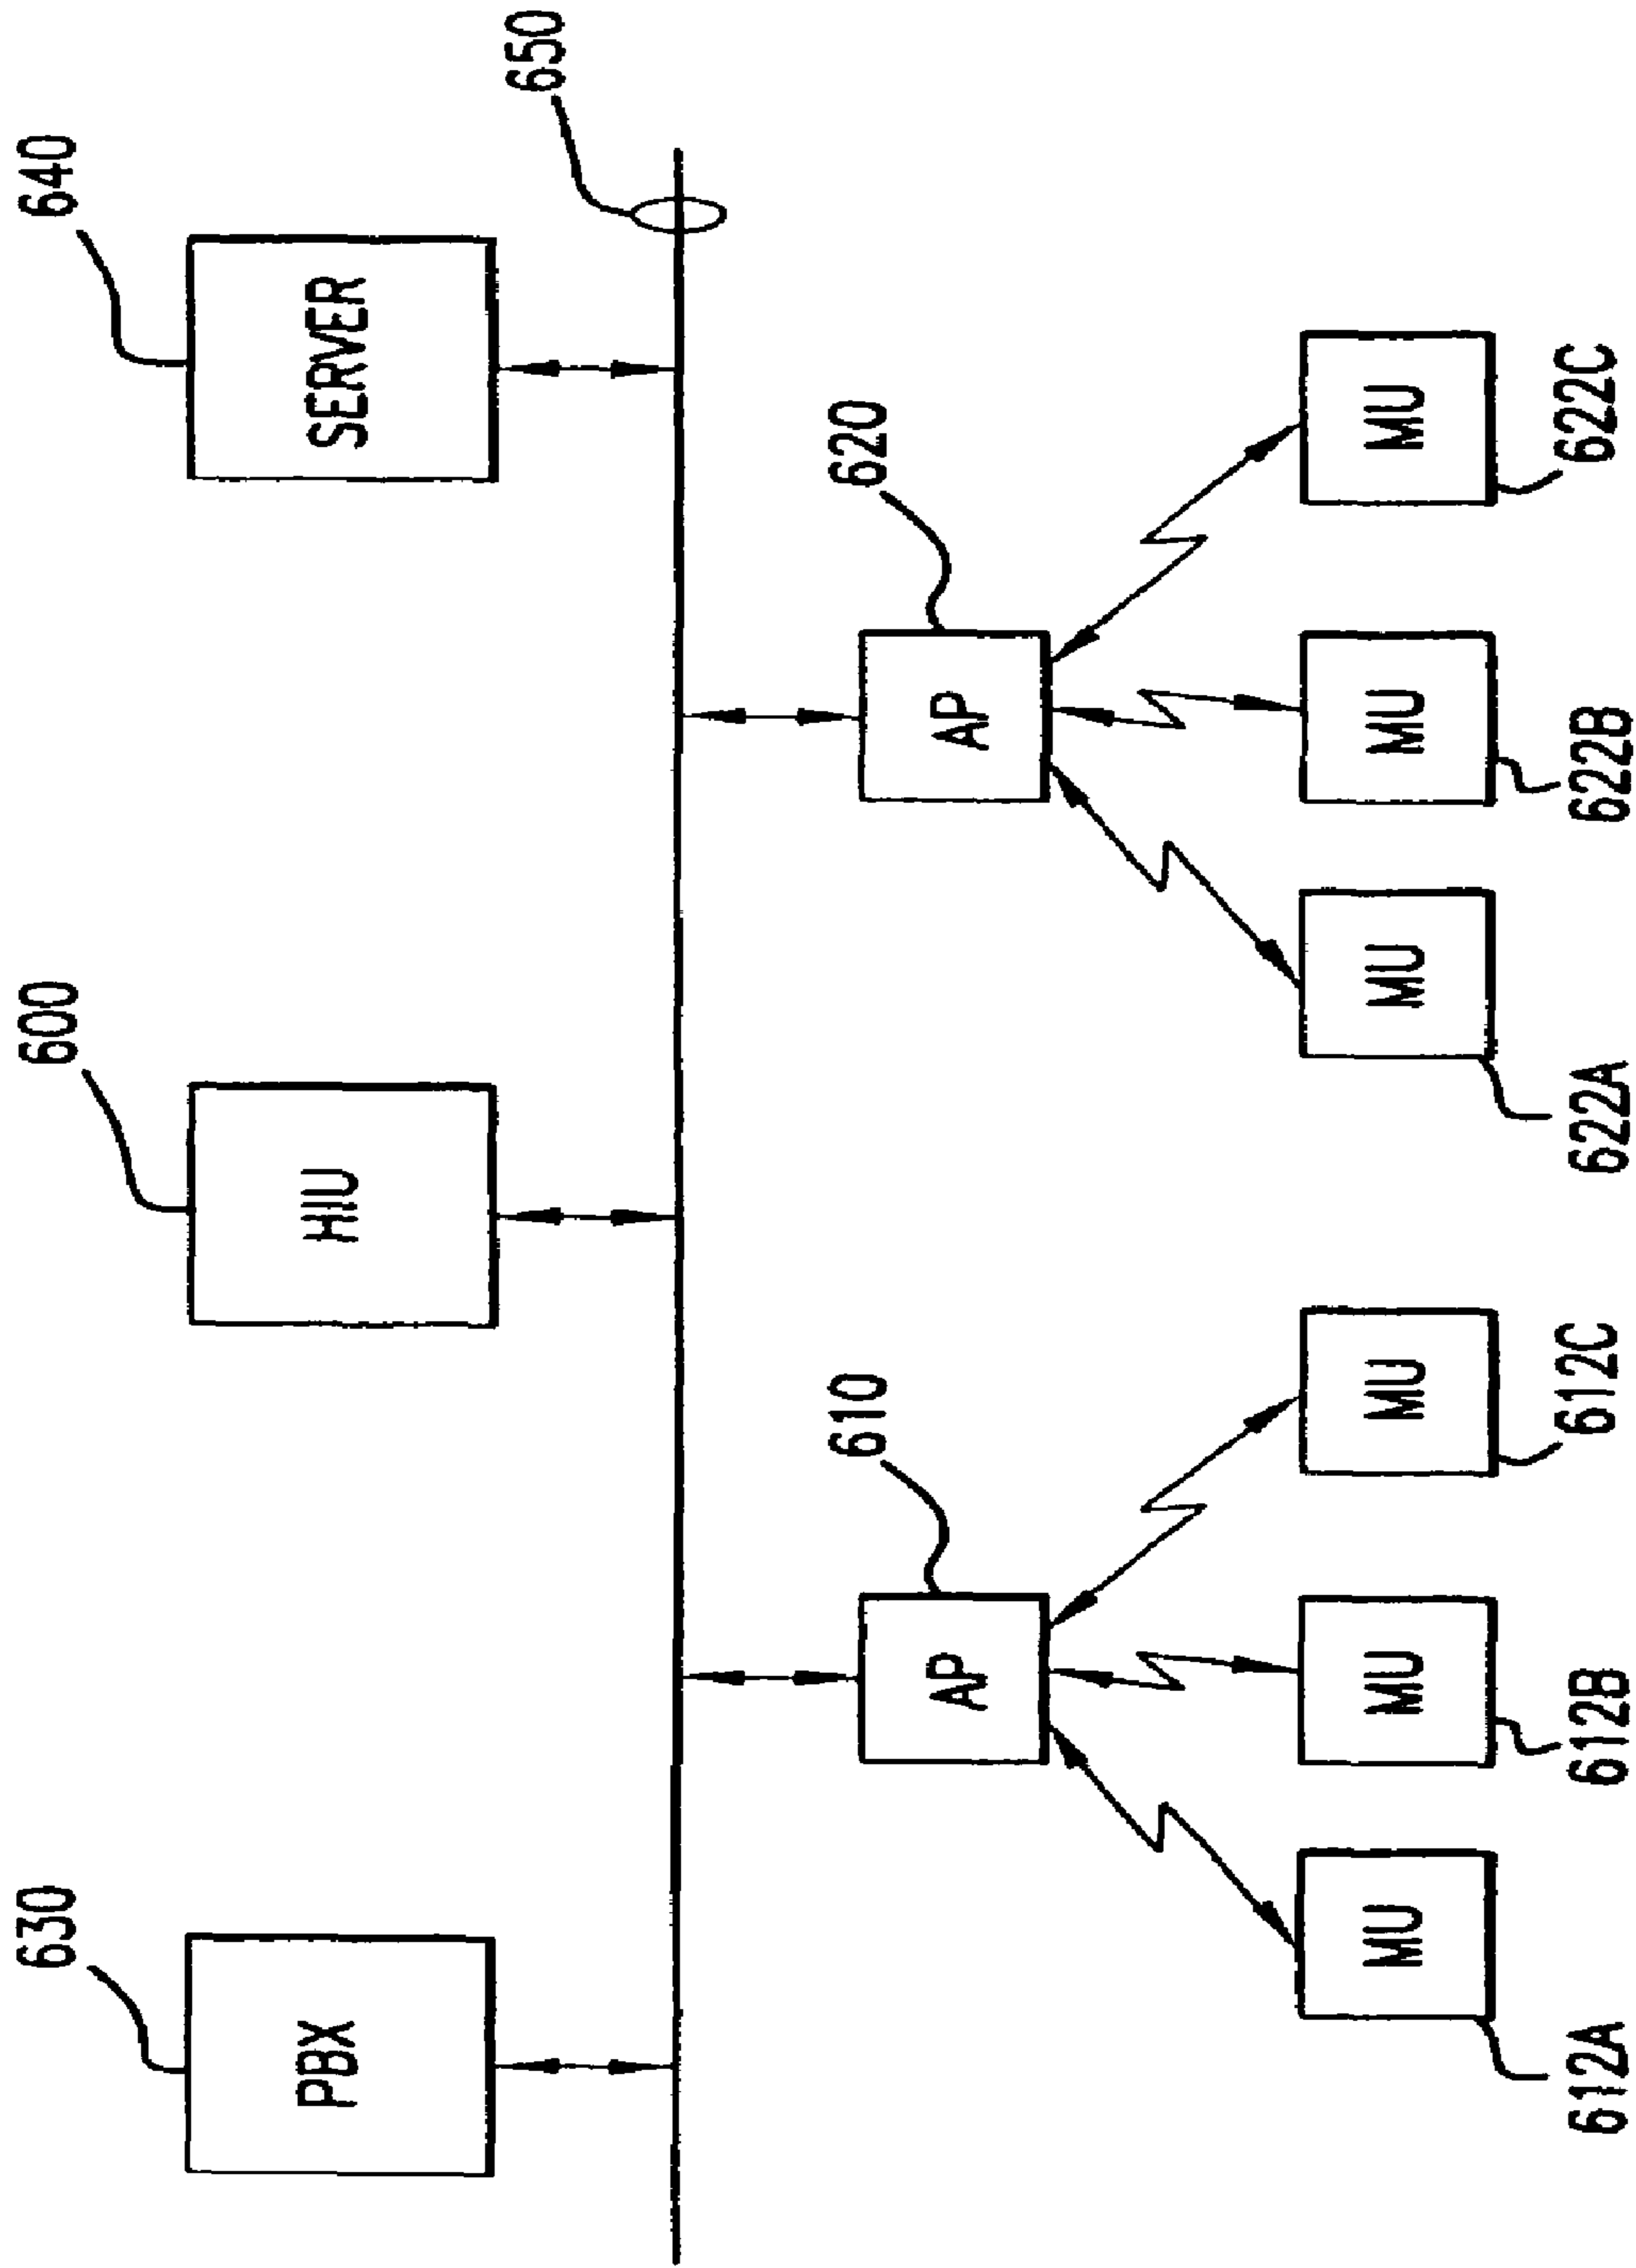 630
600
640
650
PBX
HIU
SERVER
610
620
AP
AP
MU
MU
MU
MU
MU
MU
612A
612B
612C
622A
622B
622C